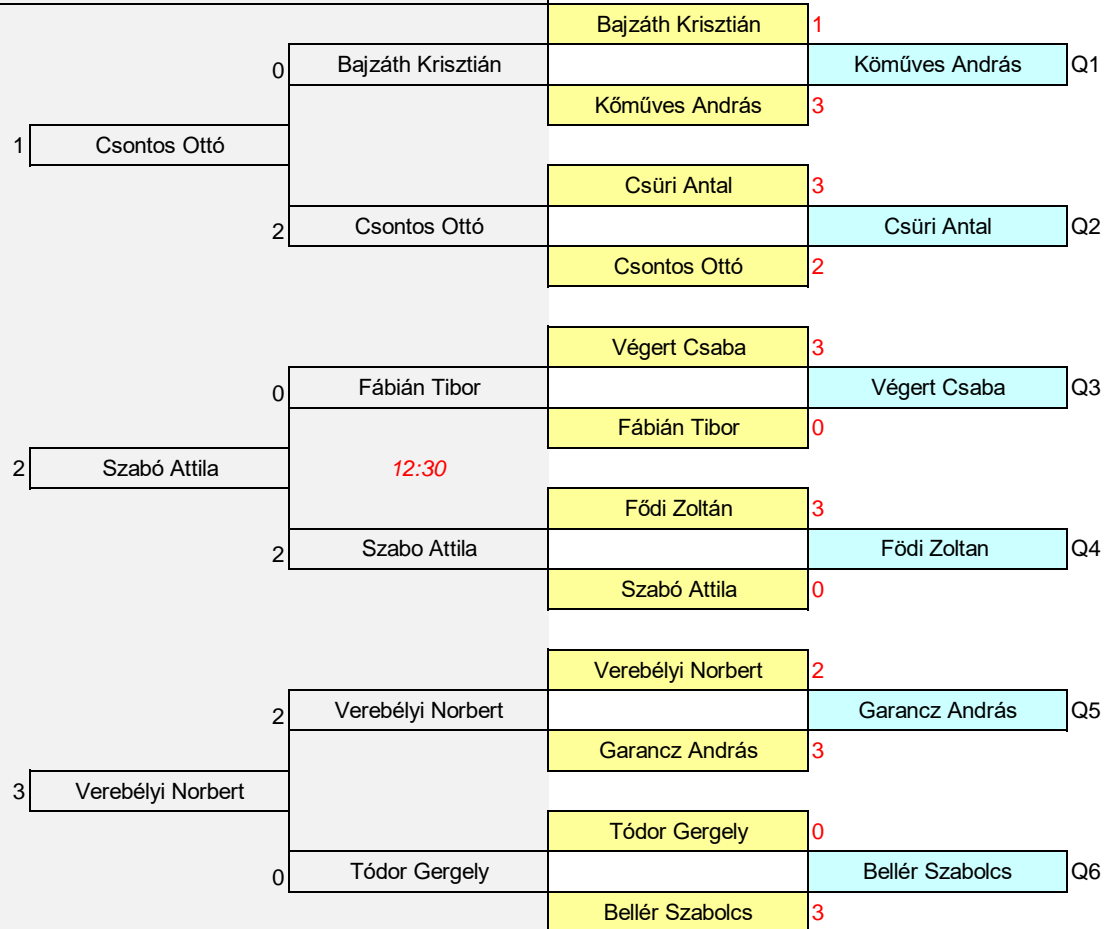 Bajzáth Krisztián 1
0 Bajzáth Krisztián Köműves András Q1
Kőműves András 3
1 Csontos Ottó
Csüri Antal 3
2 Csontos Ottó Csüri Antal Q2
Csontos Ottó 2
Végert Csaba 3
0 Fábián Tibor Végert Csaba Q3
Fábián Tibor 0
2 Szabó Attila 12:30
Fődi Zoltán 3
2 Szabo Attila Födi Zoltan Q4
Szabó Attila 0
Verebélyi Norbert 2
2 Verebélyi Norbert Garancz András Q5
Garancz András 3
3 Verebélyi Norbert
Tódor Gergely 0
0 Tódor Gergely Bellér Szabolcs Q6
Bellér Szabolcs 3